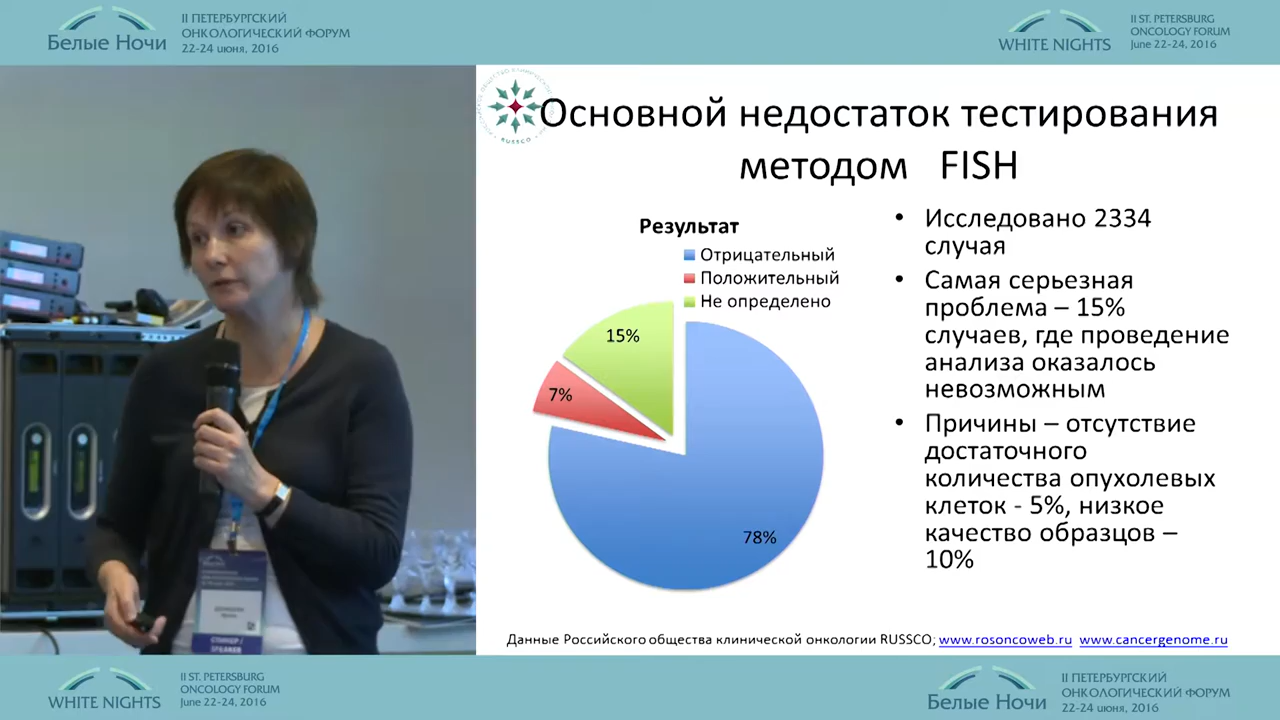 II ПЕТЕРБУРГСКИЙ
ОНКОЛОГИЧЕСКИЙ ФОРУМ
Белые Ночи
22-24 июня, 2016
II ST. PETERSBURG
ONCOLOGY FORUM
WHITE NIGHTS
June 22-24, 2016
RUSSCO
Основной недостаток тестирования
методом FISH
Результат
Отрицательный
Положительный
Не определено
15%
7%
78%
• Исследовано 2334
случая
• Самая серьезная
проблема – 15%
случаев, где проведение
анализа оказалось
невозможным
• Причины – отсутствие
достаточного
количества опухолевых
клеток - 5%, низкое
качество образцов –
10%
Данные Российского общества клинической онкологии RUSSCO; www.rosoncoweb.ru www.cancergenome.ru
СПИКЕР /
SPEAKER
II ST. PETERSBURG
ONCOLOGY FORUM
WHITE NIGHTS
June 22-24, 2016
II ПЕТЕРБУРГСКИЙ
ОНКОЛОГИЧЕСКИЙ ФОРУМ
Белые Ночи
22-24 июня, 2016